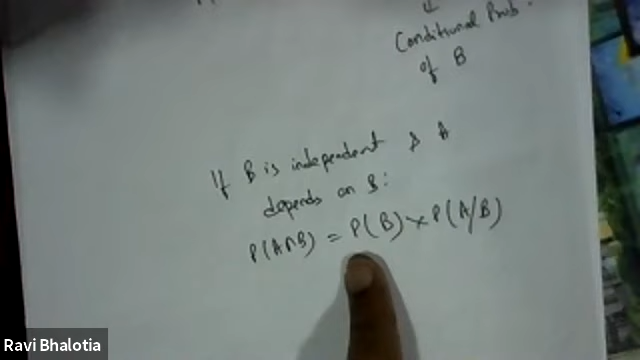 Conditional Prob.
of B
If B is independent & A
depends on B:
P(A∩B) = P(B) × P(A/B)
Ravi Bhalotia